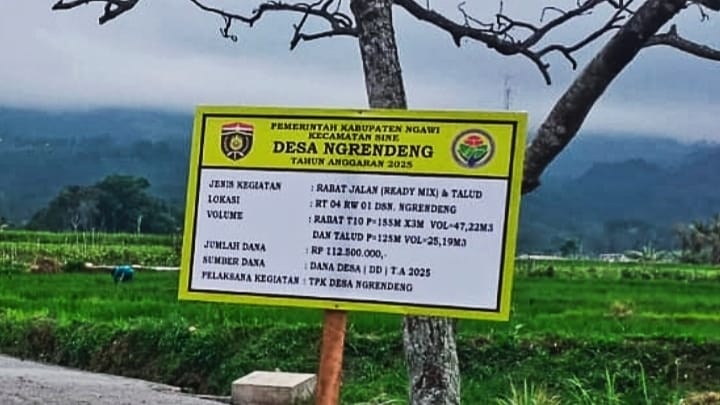 PEMERINTAH KABUPATEN NGAWI
KECAMATAN SINE
DESA NGRENDENG
TAHUN ANGGARAN 2025
JENIS KEGIATAN : RABAT JALAN (READY MIX) & TALUD
LOKASI : RT 04 RW 01 DSN. NGRENDENG
VOLUME : RABAT T10 P=155M X3M VOL=47,22M3
DAN TALUD P=125M VOL=25,19M3
JUMLAH DANA : RP 112.500.000,-
SUMBER DANA : DANA DESA ( DD ) T.A 2025
PELAKSANA KEGIATAN : TPK DESA NGRENDENG